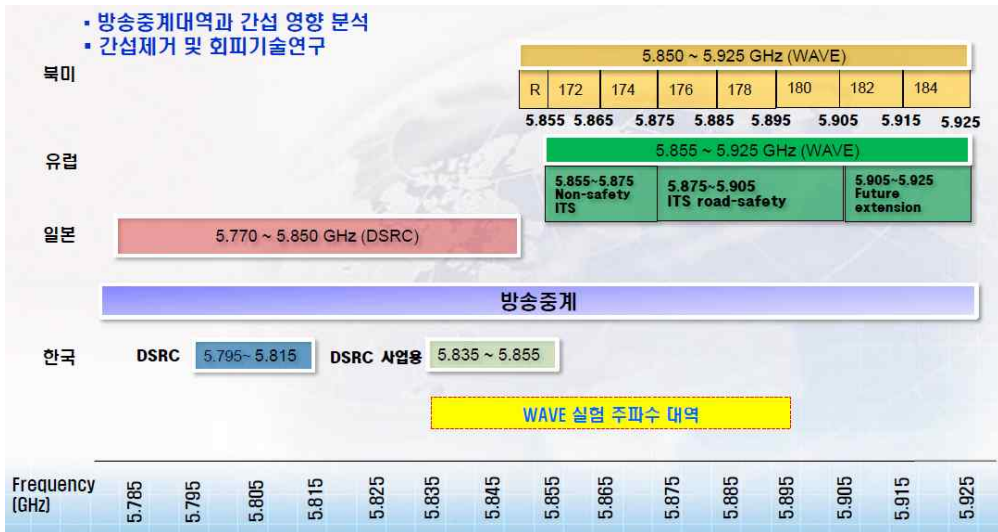 ▪ 방송중계대역과 간섭 영향 분석
▪ 간섭제거 및 회피기술연구
북미
5.850 ~ 5.925 GHz (WAVE)
R 172 174 176 178 180 182 184
5.855 5.865 5.875 5.885 5.895 5.905 5.915 5.925
유럽
5.855 ~ 5.925 GHz (WAVE)
5.855~5.875
Non-safety
ITS
5.875~5.905
ITS road-safety
5.905~5.925
Future
extension
일본
5.770 ~ 5.850 GHz (DSRC)
방송중계
한국
DSRC
5.795~ 5.815
DSRC 사업용
5.835 ~ 5.855
WAVE 실험 주파수 대역
Frequency
(GHz)
5.785 5.795 5.805 5.815 5.825 5.835 5.845 5.855 5.865 5.875 5.885 5.895 5.905 5.915 5.925